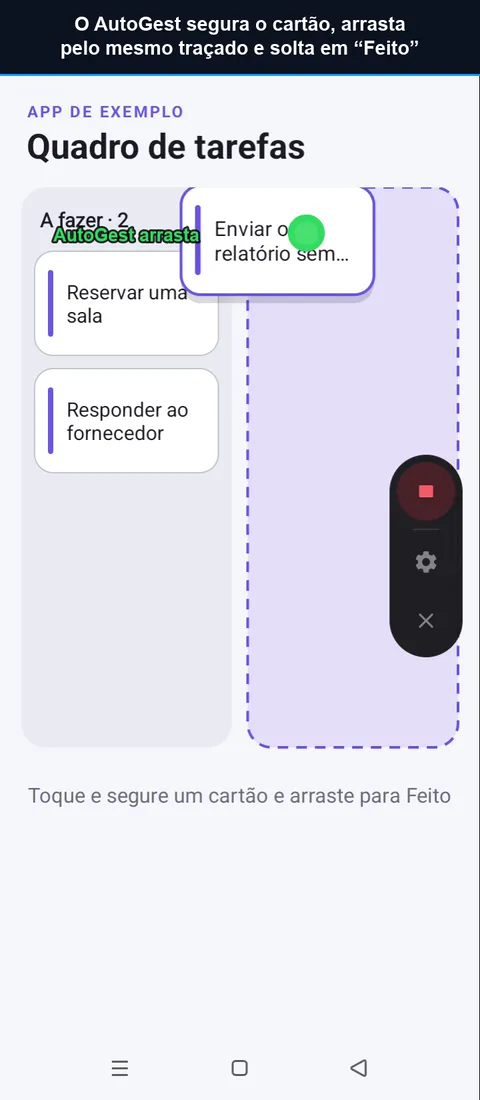 O AutoGest segura o cartão, arrasta
pelo mesmo traçado e solta em “Feito”
APP DE EXEMPLO
Quadro de tarefas
A fazer · 2
AutoGest arrasta
Enviar o
relatório sem…
Reservar uma
sala
Responder ao
fornecedor
Toque e segure um cartão e arraste para Feito